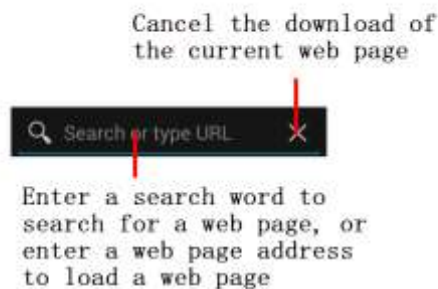 Cancel the download of
the current web page
Search or type URL
Enter a search word to
search for a web page, or
enter a web page address
to load a web page